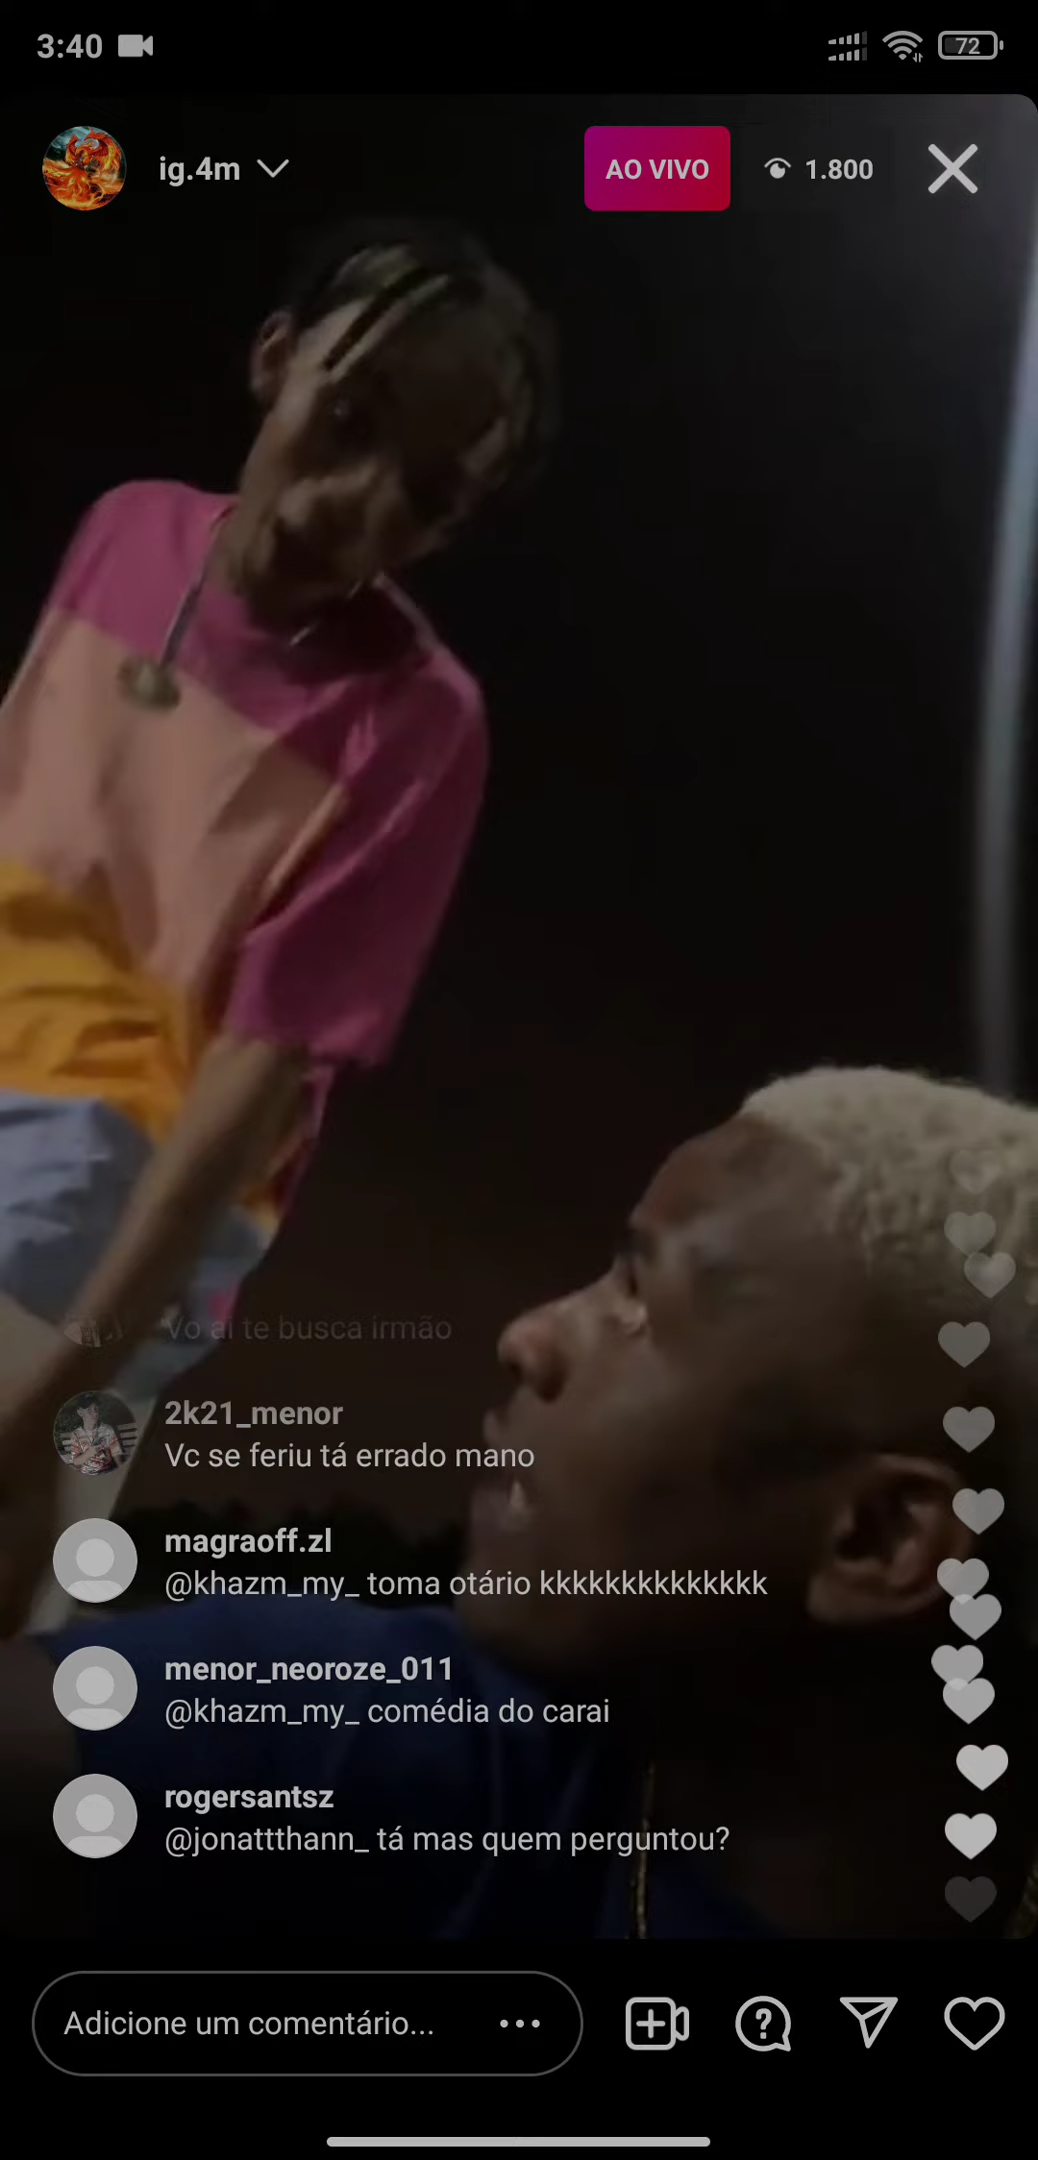 3:40
72
ig.4m
AO VIVO
1.800
Vo ai te busca irmão
2k21_menor
Vc se feriu tá errado mano
magraoff.zl
@khazm_my_ toma otário kkkkkkkkkkkkkk
menor_neoroze_011
@khazm_my_ comédia do carai
rogersantsz
@jonattthann_ tá mas quem perguntou?
Adicione um comentário...